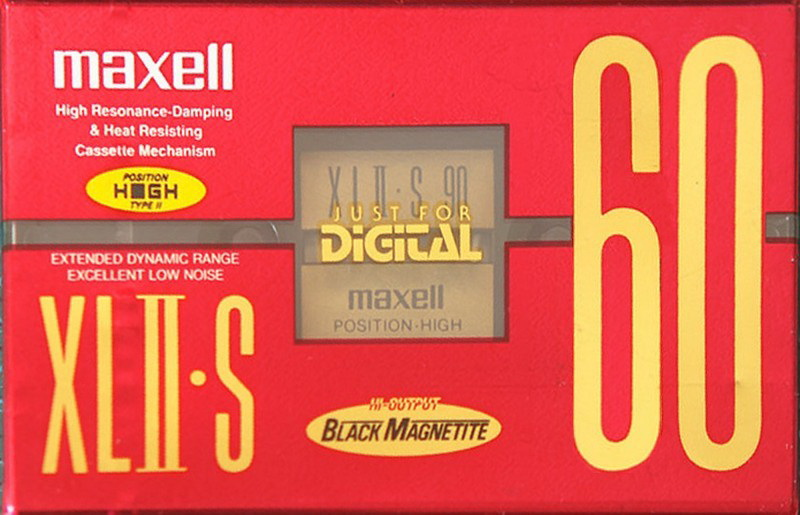 maxell
High Resonance-Damping
& Heat Resisting
Cassette Mechanism
POSITION
HIGH
TYPE II
EXTENDED DYNAMIC RANGE
EXCELLENT LOW NOISE
XLII·S
XLII·S 90
JUST FOR
DIGITAL
maxell
POSITION·HIGH
HI-OUTPUT
BLACK MAGNETITE
60